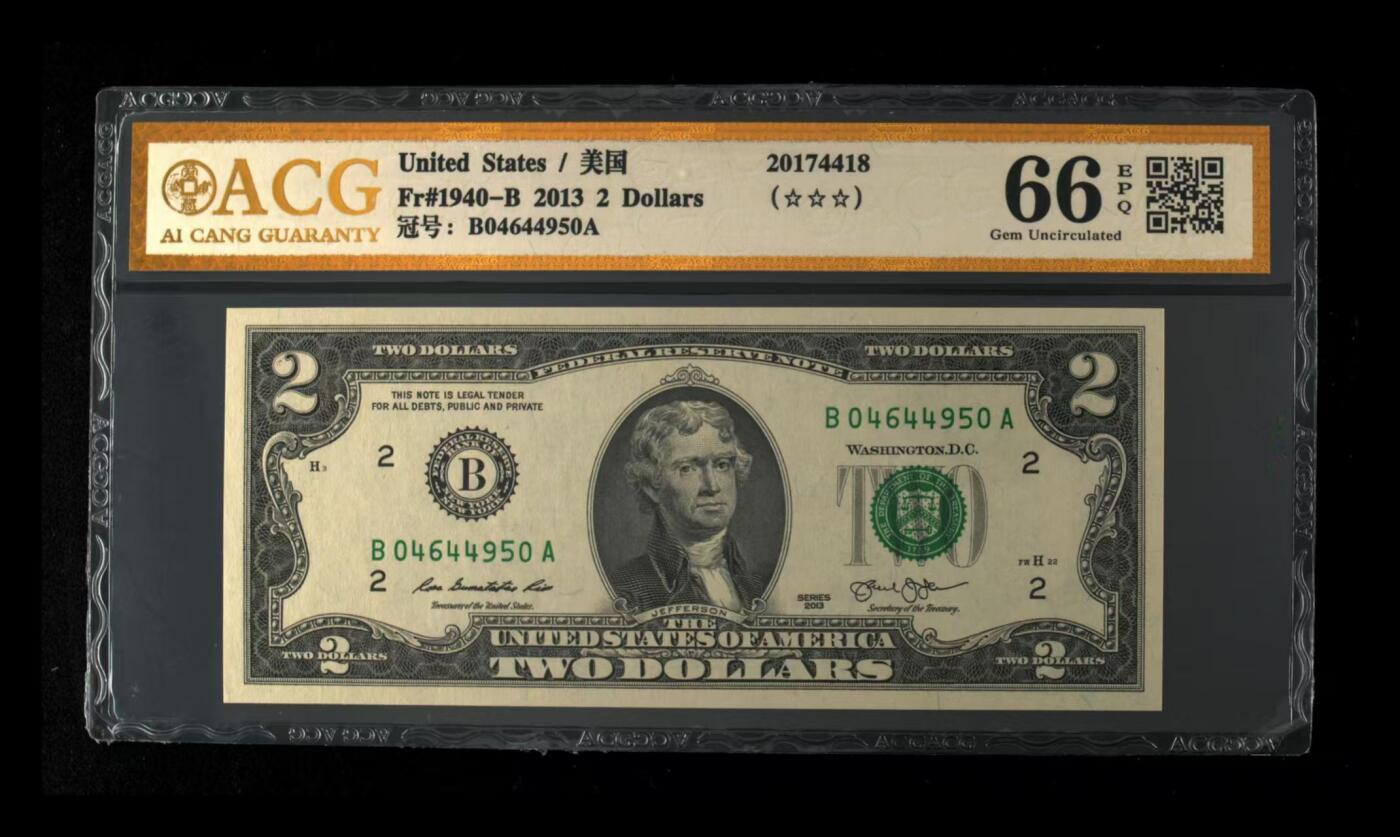 ACG
AI CANG GUARANTY
United States / 美国
Fr#1940-B 2013 2 Dollars
冠号: B04644950A
20174418
(☆☆☆)
66
EPQ
Gem Uncirculated
2
TWO DOLLARS
FEDERAL RESERVE NOTE
TWO DOLLARS
2
THIS NOTE IS LEGAL TENDER
FOR ALL DEBTS, PUBLIC AND PRIVATE
B 04644950 A
WASHINGTON, D.C.
H 3
2
B
2
TWO
B 04644950 A
2
Treasurer of the United States.
JEFFERSON
SERIES
2013
Secretary of the Treasury.
FW H 22
2
THE
UNITED STATES OF AMERICA
TWO DOLLARS
2
TWO DOLLARS
2
TWO DOLLARS